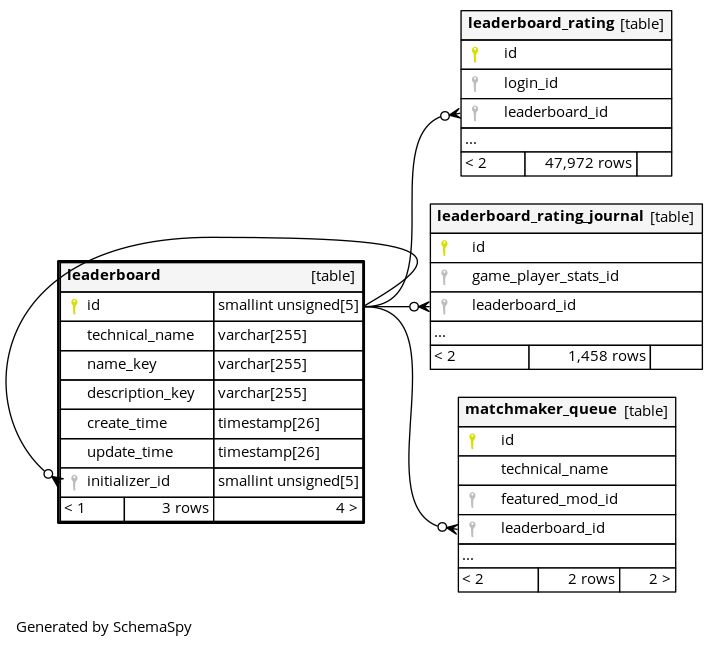 leaderboard_rating [table]
id
login_id
leaderboard_id
...
< 2 47,972 rows
leaderboard_rating_journal [table]
id
game_player_stats_id
leaderboard_id
...
< 2 1,458 rows
leaderboard [table]
id smallint unsigned[5]
technical_name varchar[255]
name_key varchar[255]
description_key varchar[255]
create_time timestamp[26]
update_time timestamp[26]
initializer_id smallint unsigned[5]
< 1 3 rows 4 >
matchmaker_queue [table]
id
technical_name
featured_mod_id
leaderboard_id
...
< 2 2 rows 2 >
Generated by SchemaSpy